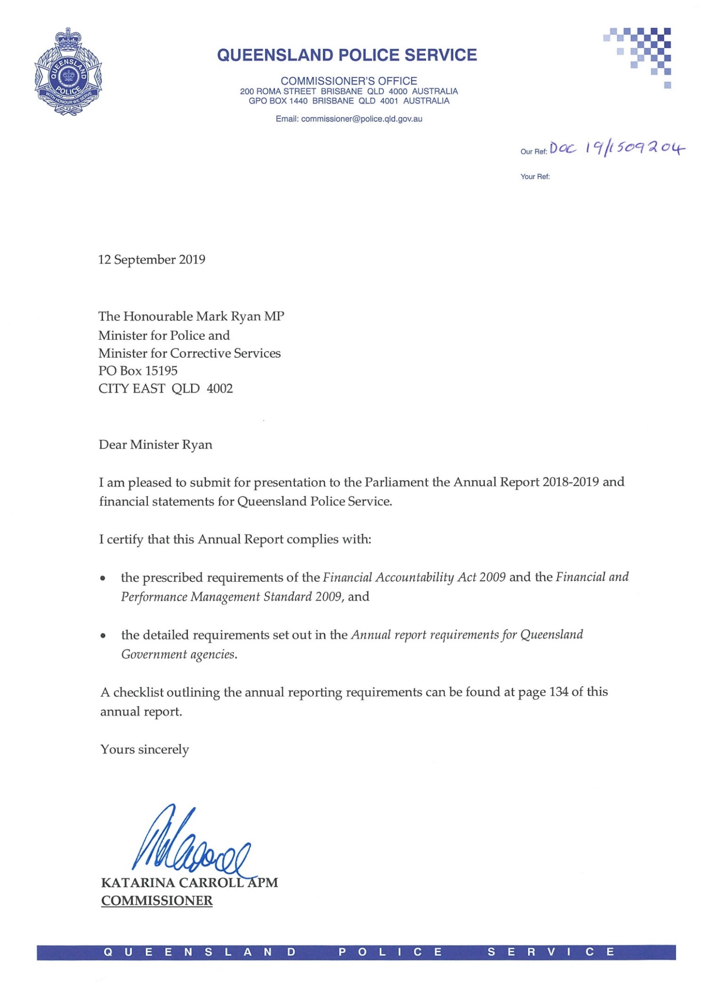 QUEENSLAND
POLICE
WITH HONOUR WE SERVE
QUEENSLAND POLICE SERVICE
COMMISSIONER'S OFFICE
200 ROMA STREET BRISBANE QLD 4000 AUSTRALIA
GPO BOX 1440 BRISBANE QLD 4001 AUSTRALIA
Email: commissioner@police.qld.gov.au
Our Ref: DOC 19/1509204
Your Ref:
12 September 2019
The Honourable Mark Ryan MP
Minister for Police and
Minister for Corrective Services
PO Box 15195
CITY EAST QLD 4002
Dear Minister Ryan
I am pleased to submit for presentation to the Parliament the Annual Report 2018-2019 and
financial statements for Queensland Police Service.
I certify that this Annual Report complies with:
• the prescribed requirements of the Financial Accountability Act 2009 and the Financial and
Performance Management Standard 2009, and
• the detailed requirements set out in the Annual report requirements for Queensland
Government agencies.
A checklist outlining the annual reporting requirements can be found at page 134 of this
annual report.
Yours sincerely
KATARINA CARROLL APM
COMMISSIONER
QUEENSLAND POLICE SERVICE